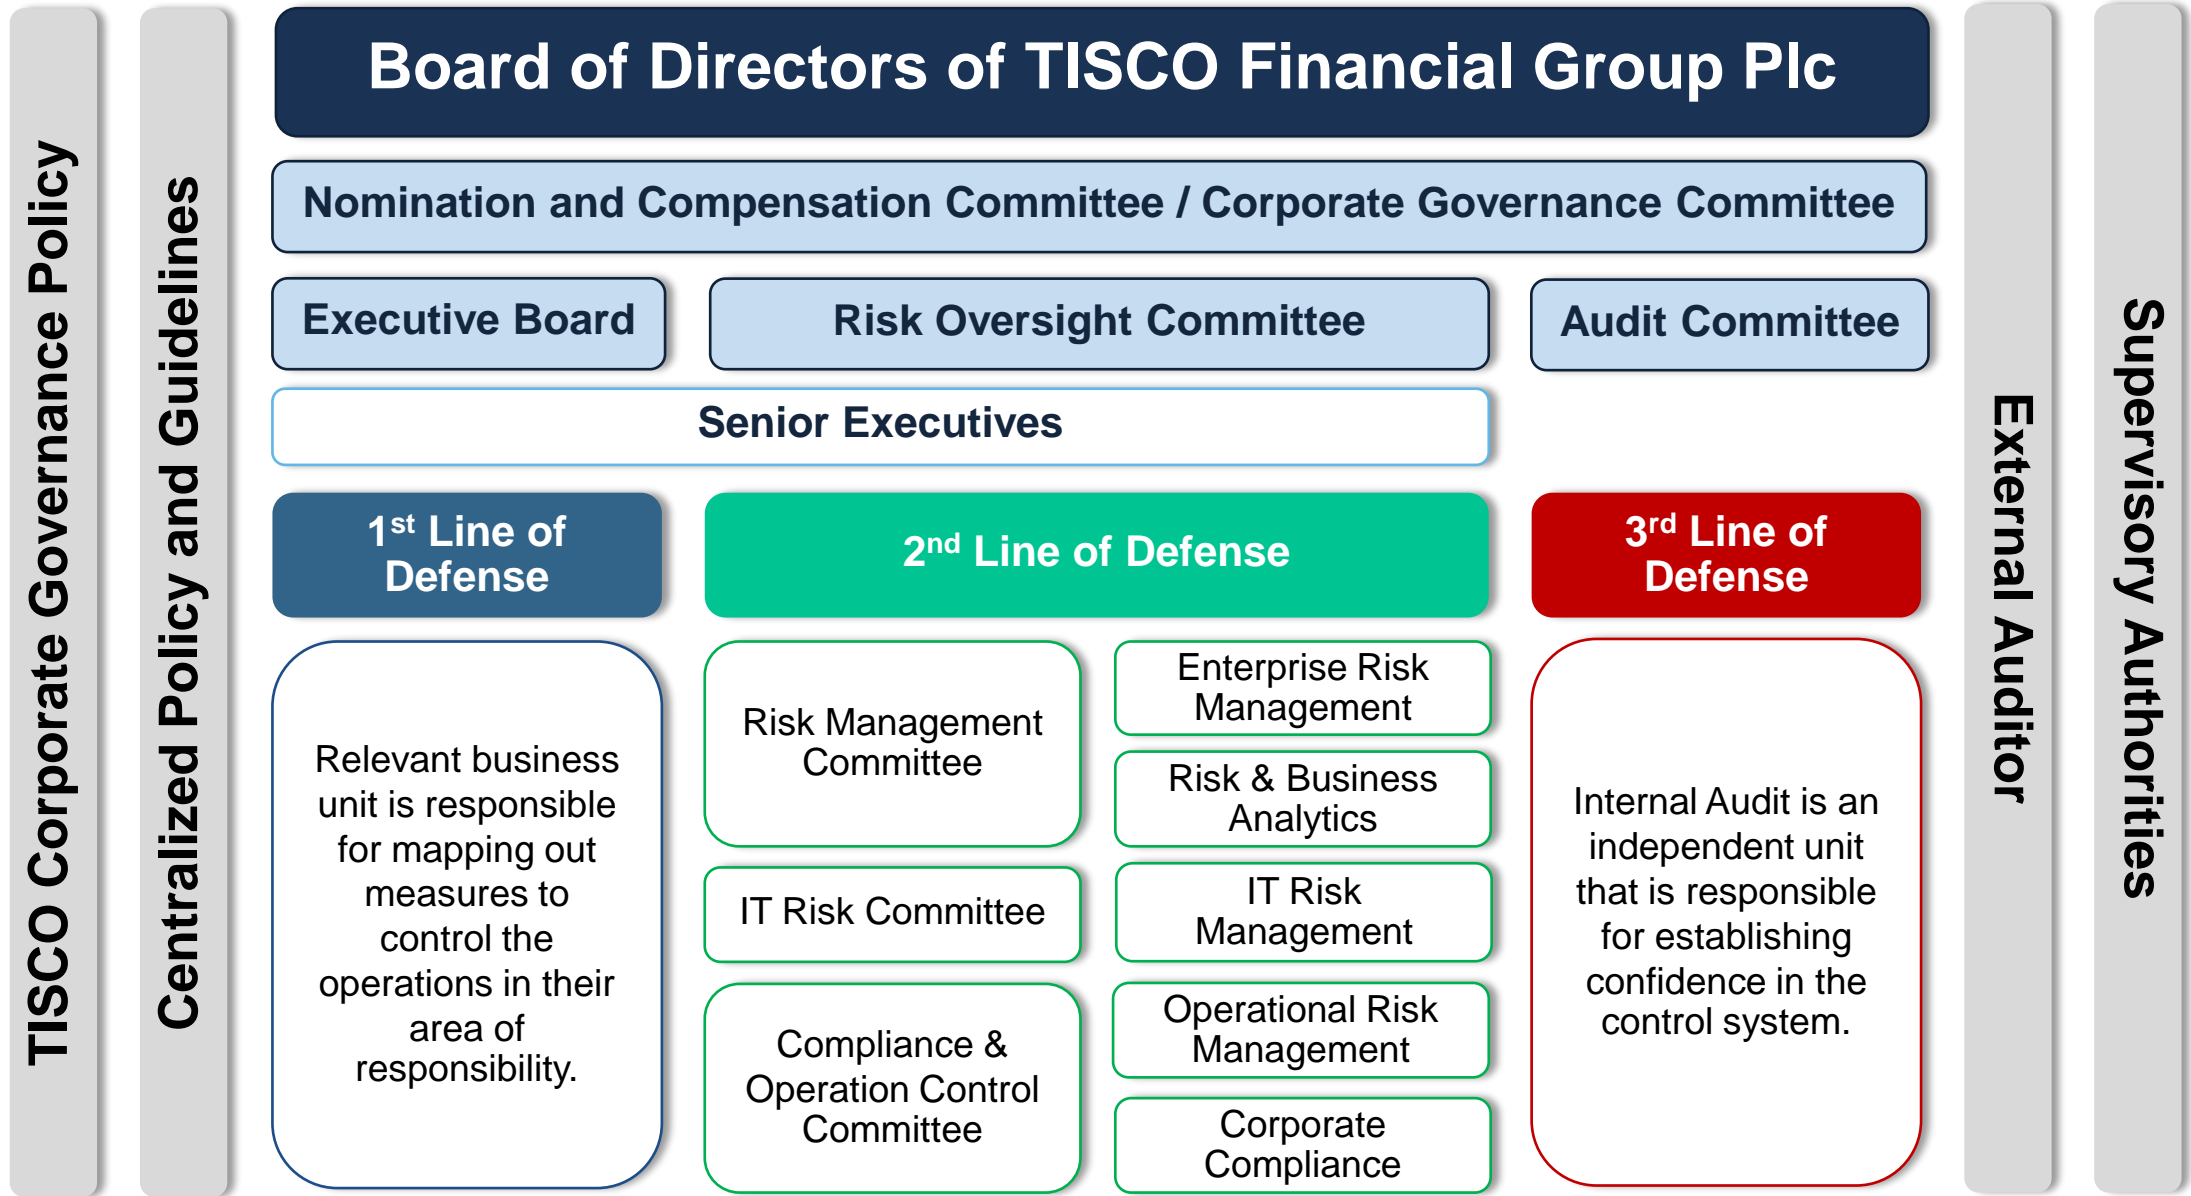 TISCO Corporate Governance Policy
Centralized Policy and Guidelines
Board of Directors of TISCO Financial Group Plc
Nomination and Compensation Committee / Corporate Governance Committee
Executive Board
Risk Oversight Committee
Audit Committee
Senior Executives
1st Line of
Defense
2nd Line of Defense
3rd Line of
Defense
Relevant business
unit is responsible
for mapping out
measures to
control the
operations in their
area of
responsibility.
Risk Management
Committee
IT Risk Committee
Compliance &
Operation Control
Committee
Enterprise Risk
Management
Risk & Business
Analytics
IT Risk
Management
Operational Risk
Management
Corporate
Compliance
Internal Audit is an
independent unit
that is responsible
for establishing
confidence in the
control system.
External Auditor
Supervisory Authorities